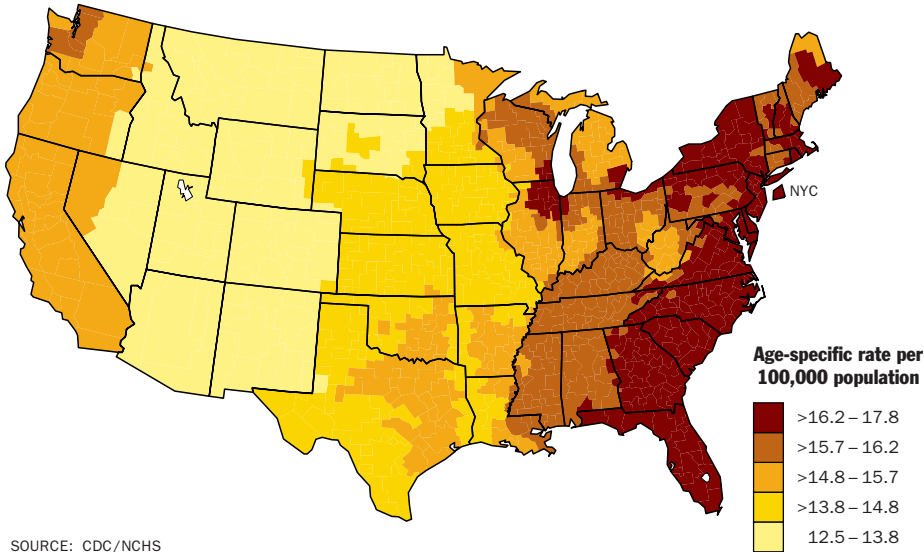 NYC
Age-specific rate per
100,000 population
>16.2 – 17.8
>15.7 – 16.2
>14.8 – 15.7
>13.8 – 14.8
12.5 – 13.8
SOURCE: CDC/NCHS